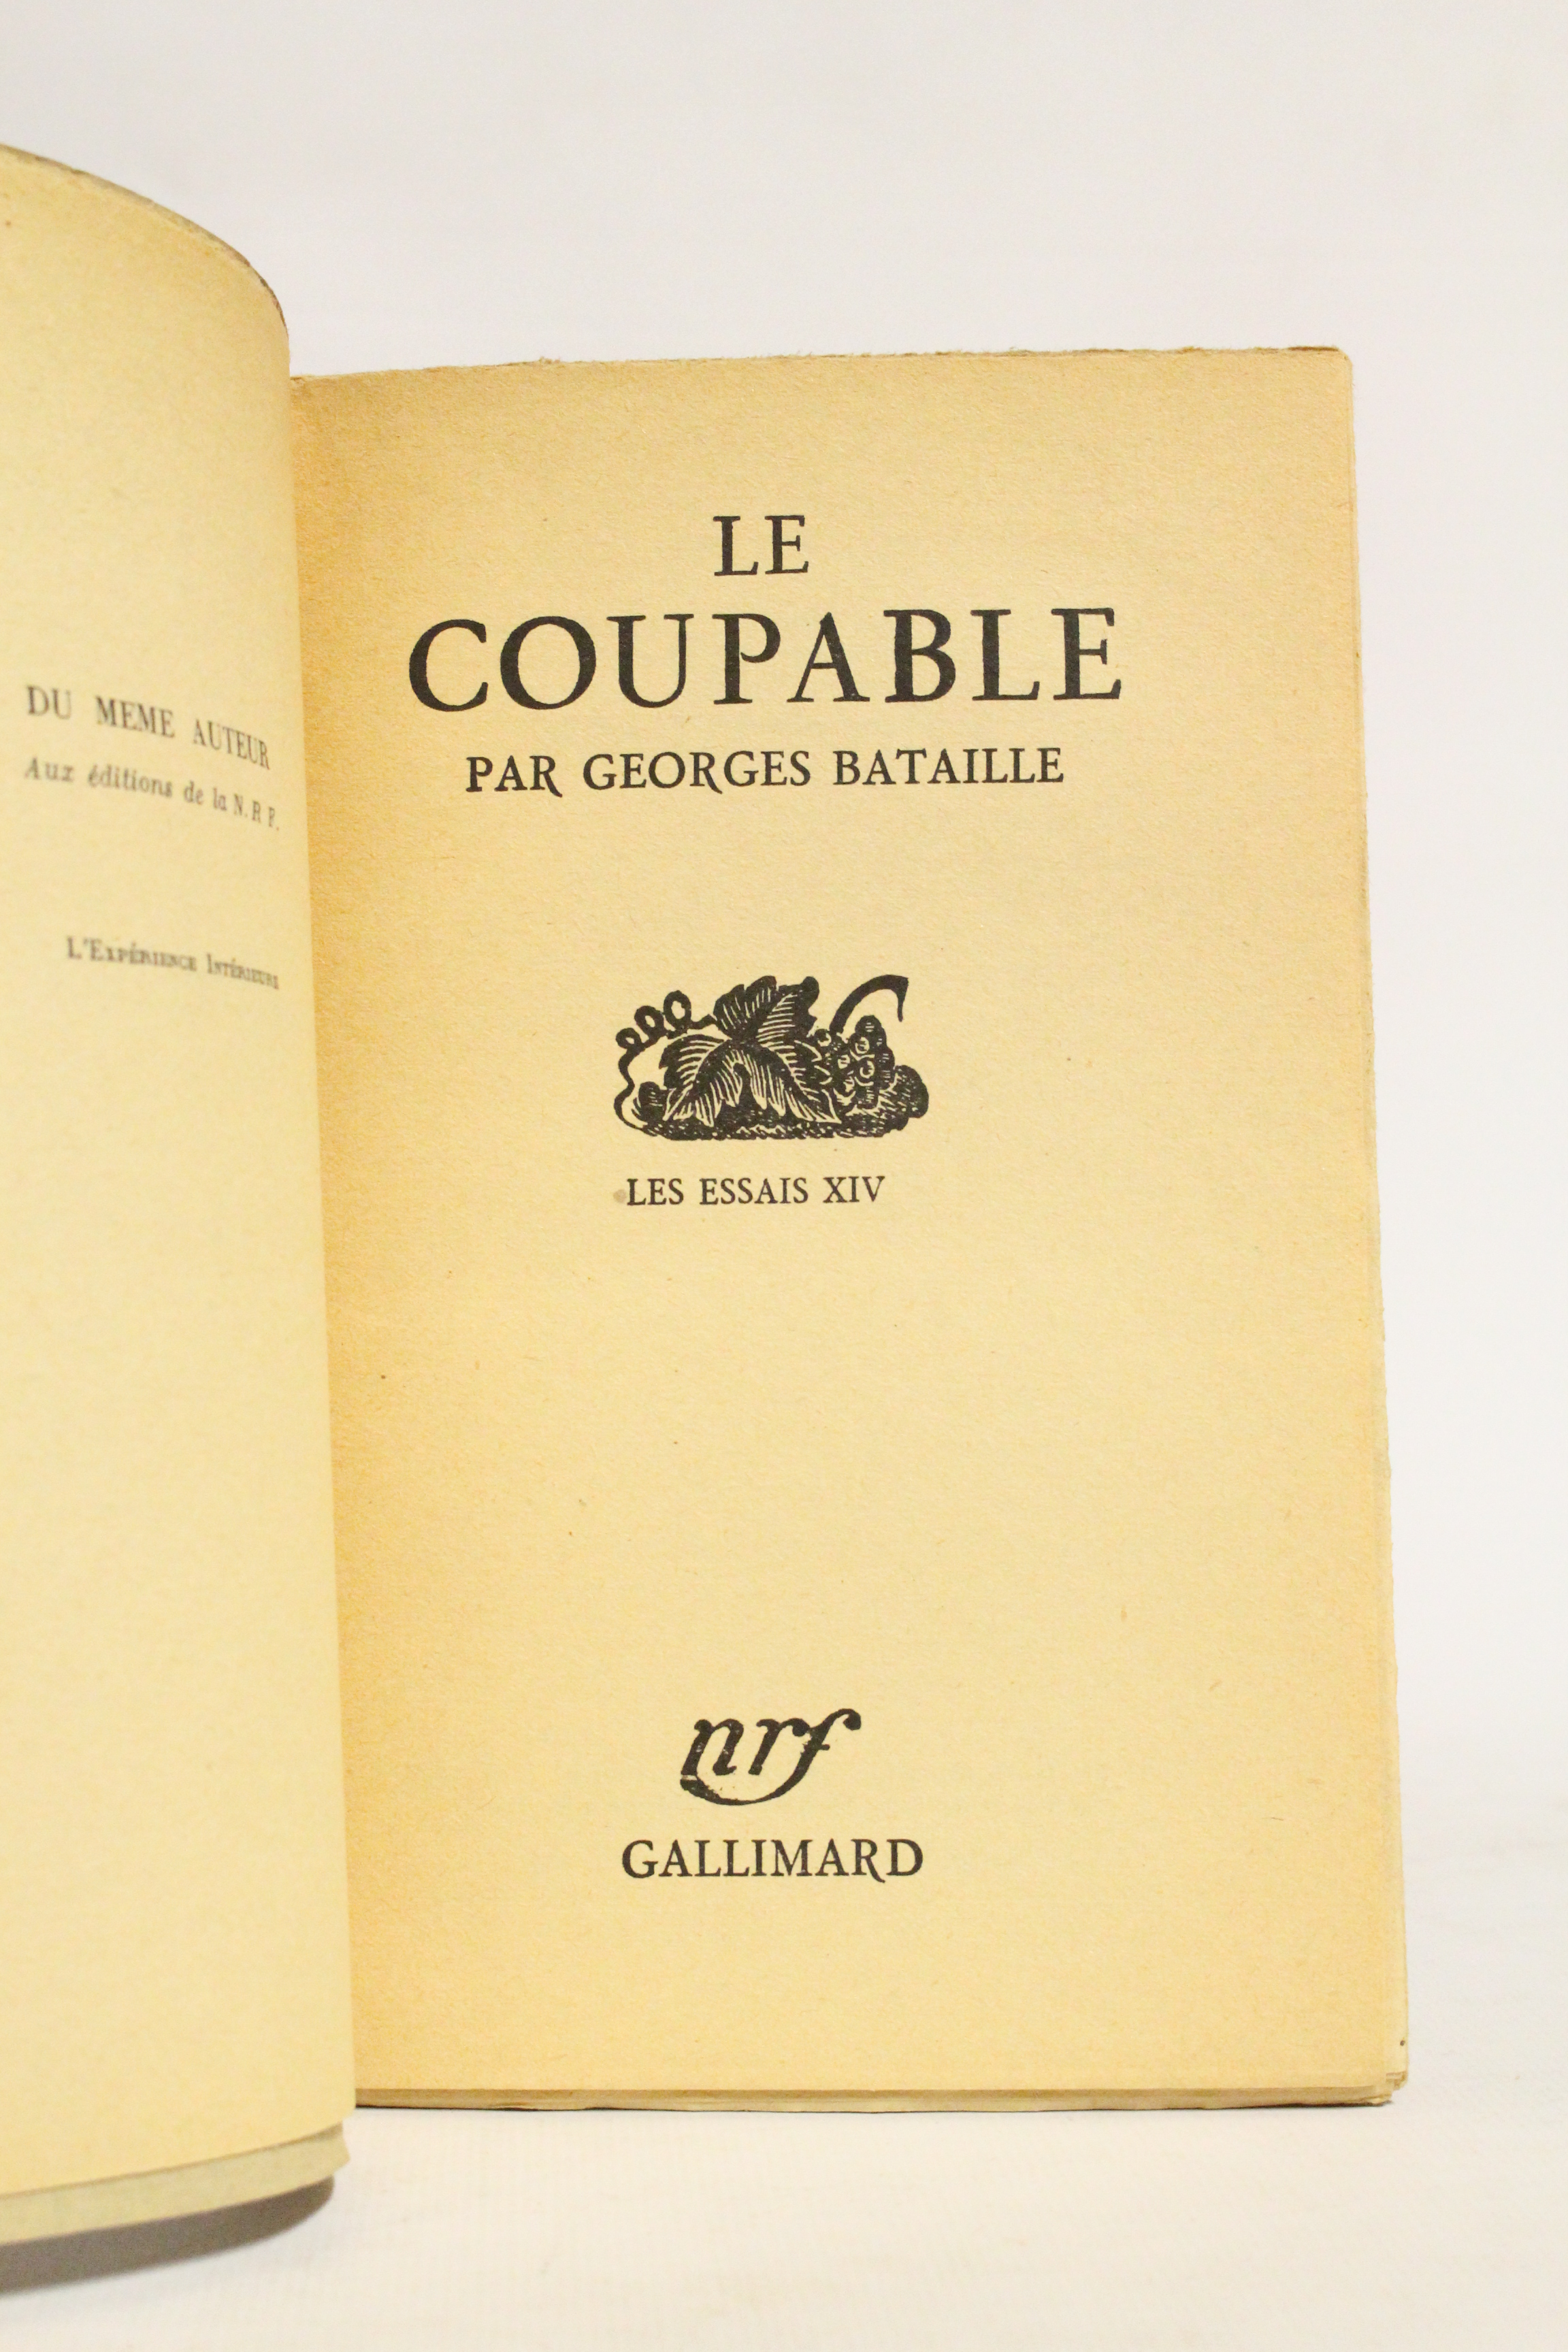 DU MEME AUTEUR
Aux éditions de la N. R F.
L'EXPÉRIENCE INTÉRIEURE
LE
COUPABLE
PAR GEORGES BATAILLE
LES ESSAIS XIV
nrf
GALLIMARD